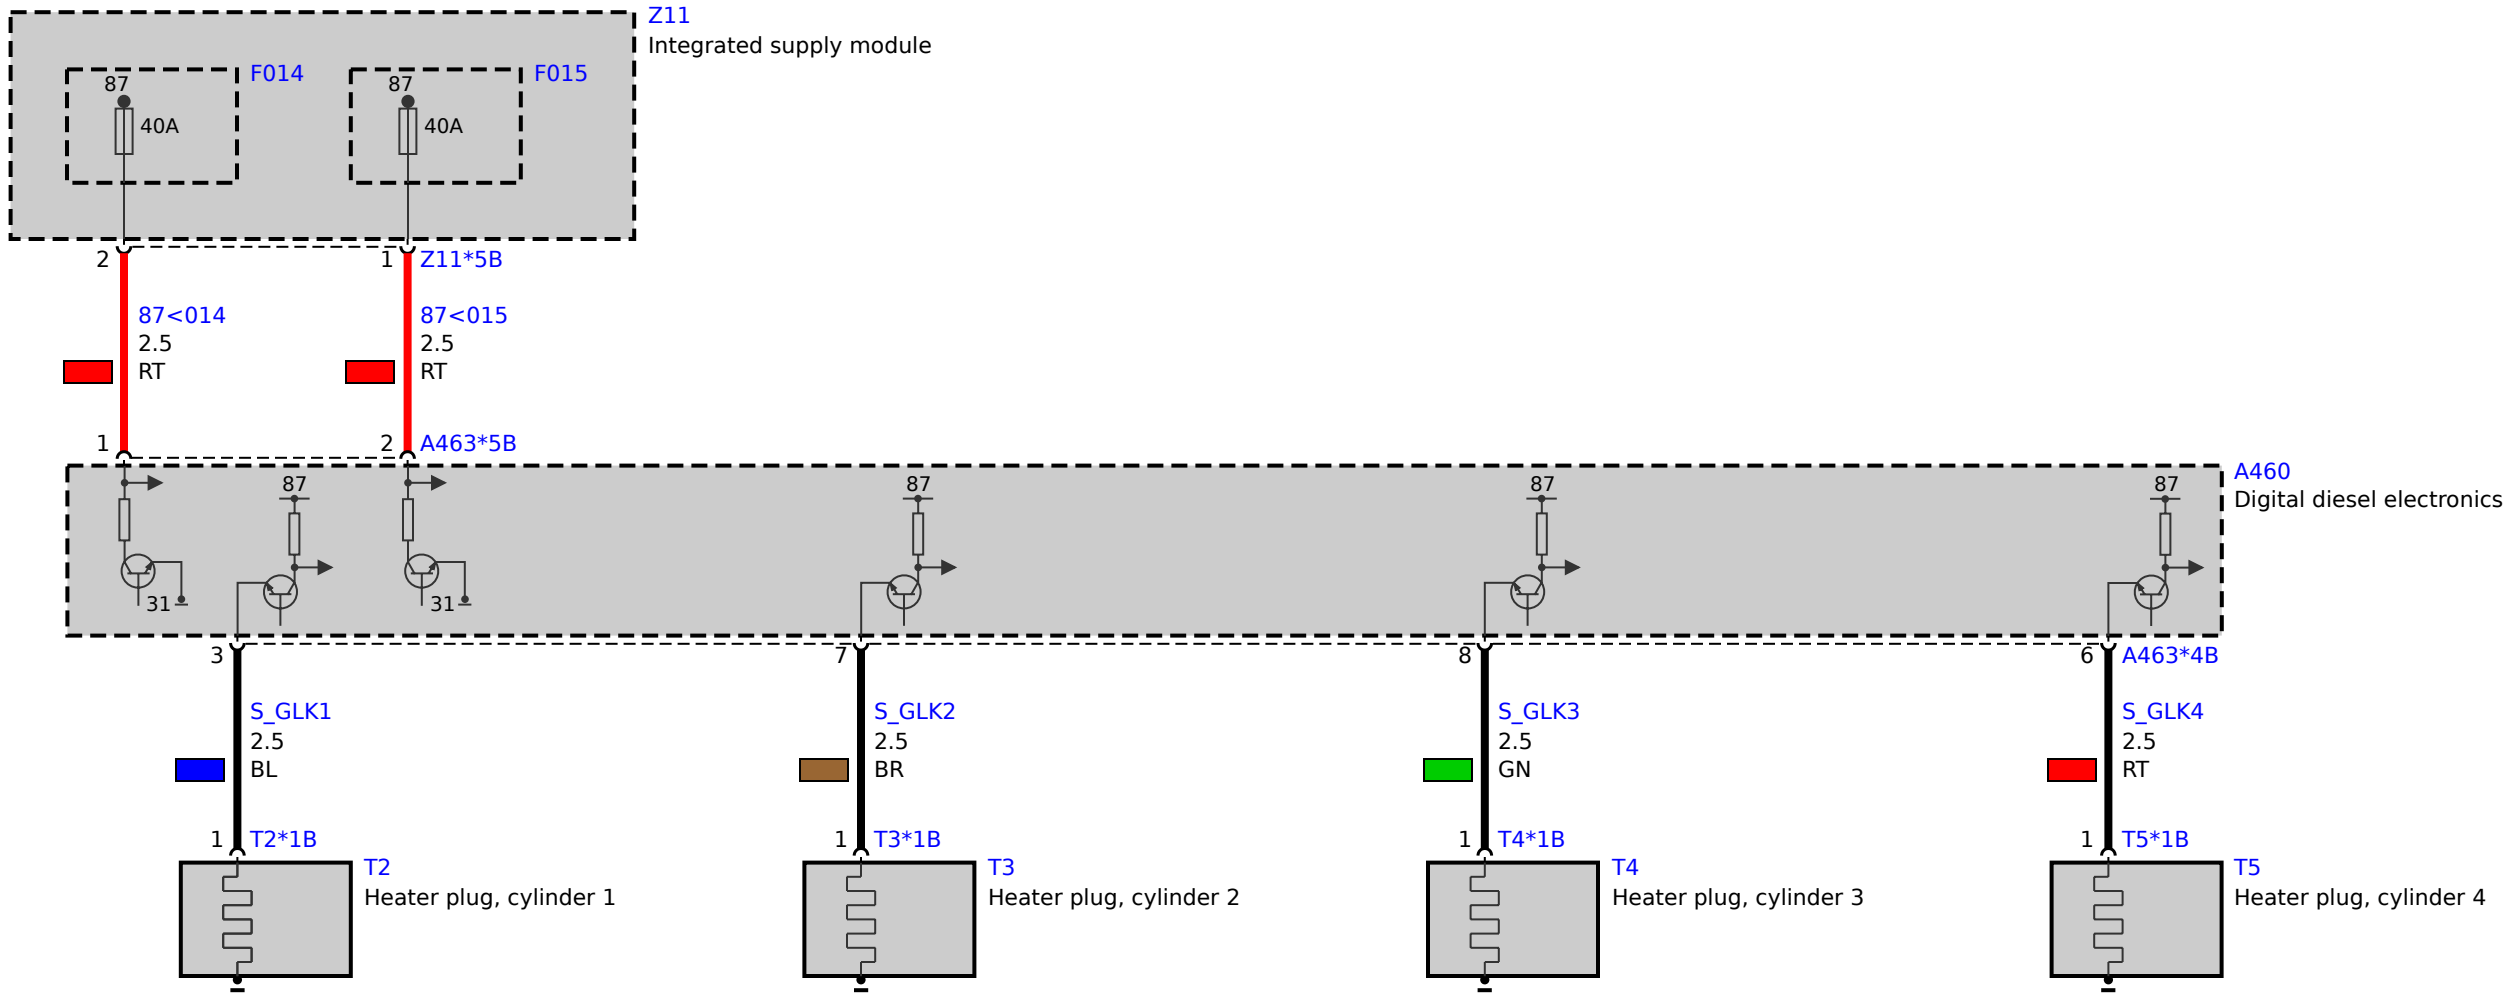 Z11
Integrated supply module
87
F014
87
F015
40A
40A
2
1
Z11*5B
87<014
87<015
2.5
2.5
RT
RT
1
2
A463*5B
A460
Digital diesel electronics
87
87
87
87
31
31
3
7
8
6
A463*4B
S_GLK1
S_GLK2
S_GLK3
S_GLK4
2.5
2.5
2.5
2.5
BL
BR
GN
RT
1
T2*1B
1
T3*1B
1
T4*1B
1
T5*1B
T2
Heater plug, cylinder 1
T3
Heater plug, cylinder 2
T4
Heater plug, cylinder 3
T5
Heater plug, cylinder 4